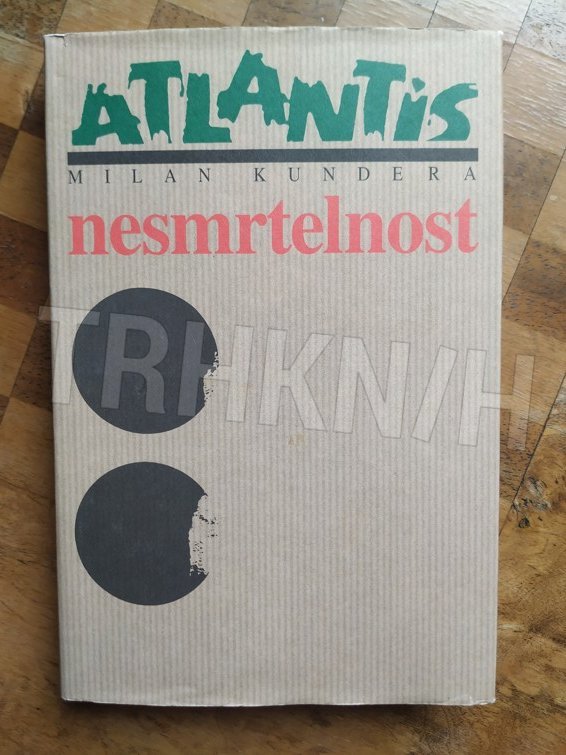 ATLANTIS
MILAN KUNDERA
nesmrtelnost
TRHKNIH